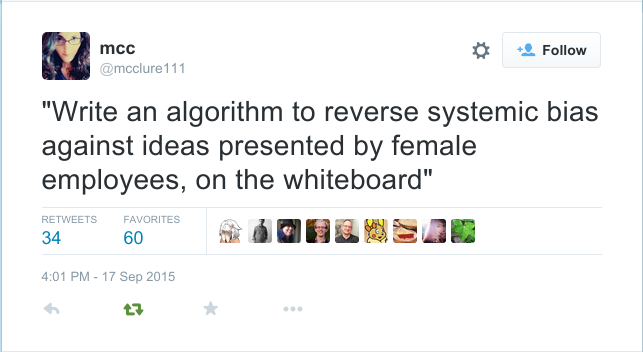 mcc
@mcclure111
Follow
"Write an algorithm to reverse systemic bias
against ideas presented by female
employees, on the whiteboard"
RETWEETS FAVORITES
34 60
4:01 PM - 17 Sep 2015